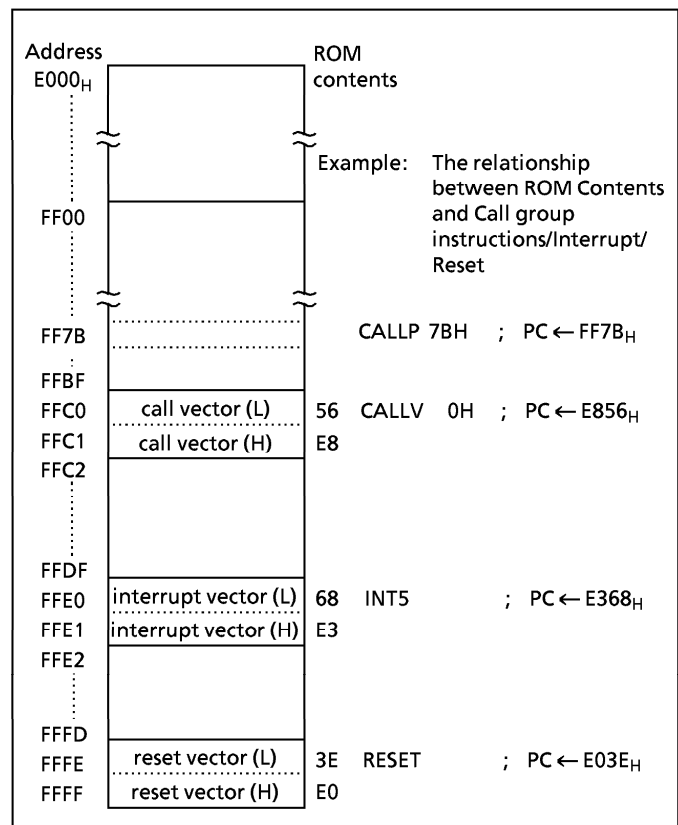 Address
ROM
E000H
contents
Example: The relationship
between ROM Contents
and Call group
instructions/Interrupt/
Reset
FF00
FF7B CALLP 7BH ; PC ← FF7BH
FFBF
FFC0 call vector (L) 56 CALLV 0H ; PC ← E856H
FFC1 call vector (H) E8
FFC2
FFDF
FFE0 interrupt vector (L) 68 INT5 ; PC ← E368H
FFE1 interrupt vector (H) E3
FFE2
FFFD
FFFE reset vector (L) 3E RESET ; PC ← E03EH
FFFF reset vector (H) E0